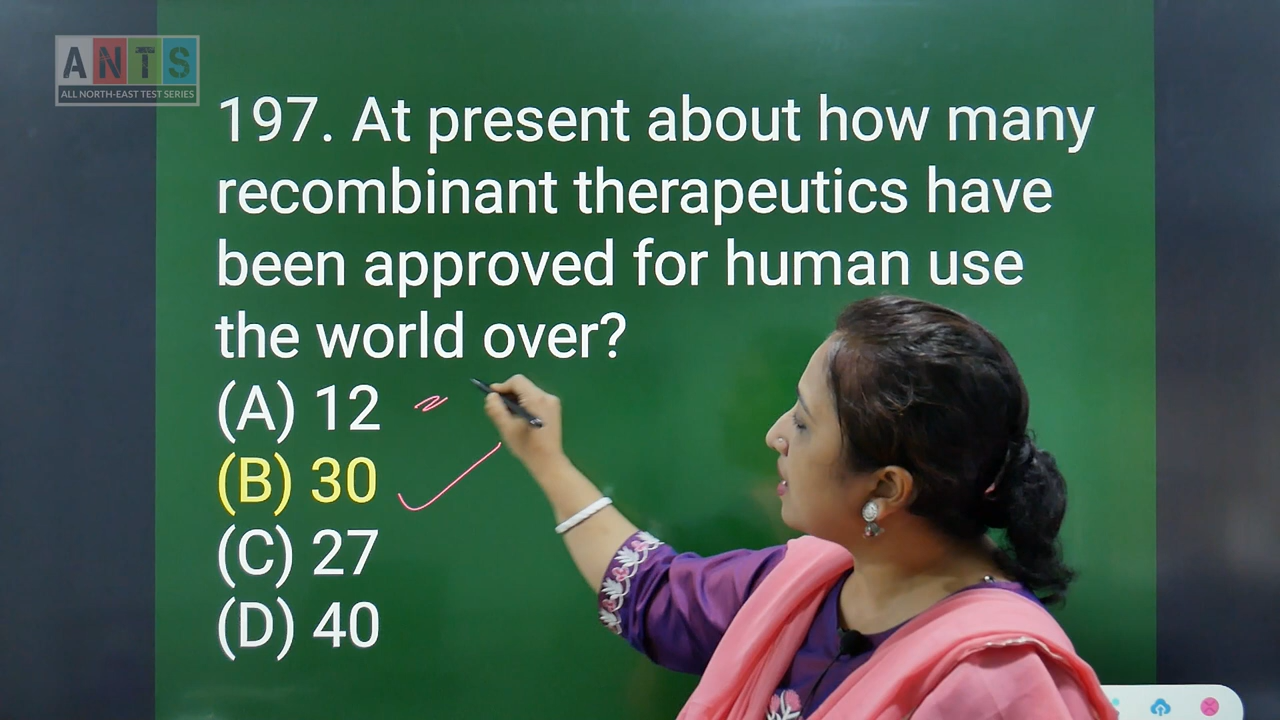 ANTS
ALL NORTH-EAST TEST SERIES
197. At present about how many
recombinant therapeutics have
been approved for human use
the world over?
(A) 12
(B) 30
(C) 27
(D) 40